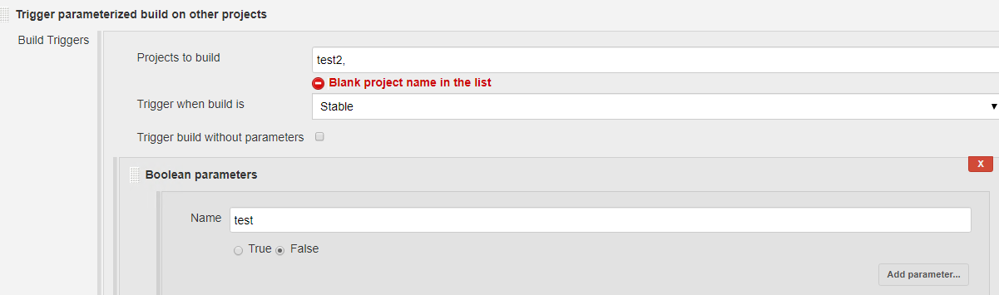 Trigger parameterized build on other projects
Build Triggers
Projects to build
test2,
Blank project name in the list
Trigger when build is
Stable
Trigger build without parameters
X
Boolean parameters
Name
test
True False
Add parameter...